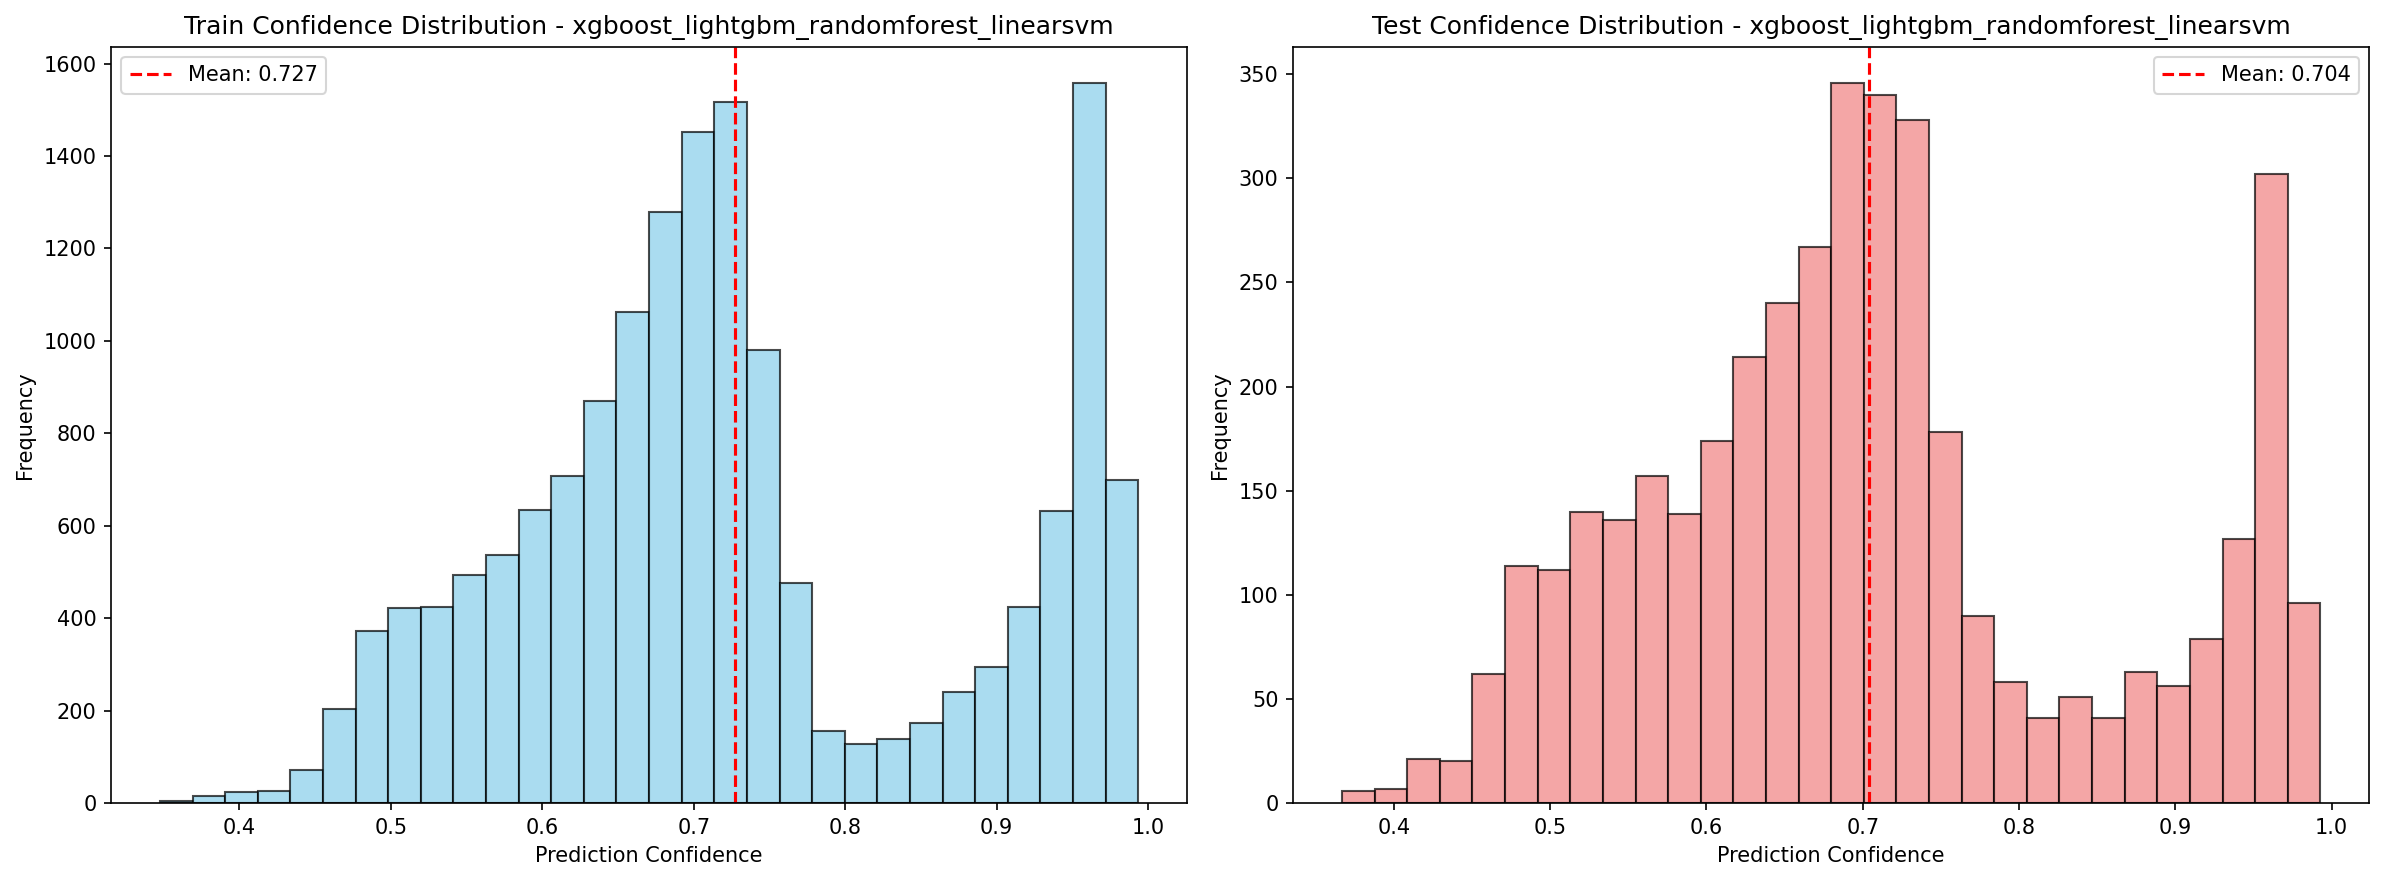 Train Confidence Distribution - xgboost_lightgbm_randomforest_linearsvm
Mean: 0.727
1600
1400
1200
1000
800
600
400
200
0
Frequency
0.4 0.5 0.6 0.7 0.8 0.9 1.0
Prediction Confidence
Test Confidence Distribution - xgboost_lightgbm_randomforest_linearsvm
Mean: 0.704
350
300
250
200
150
100
50
0
Frequency
0.4 0.5 0.6 0.7 0.8 0.9 1.0
Prediction Confidence